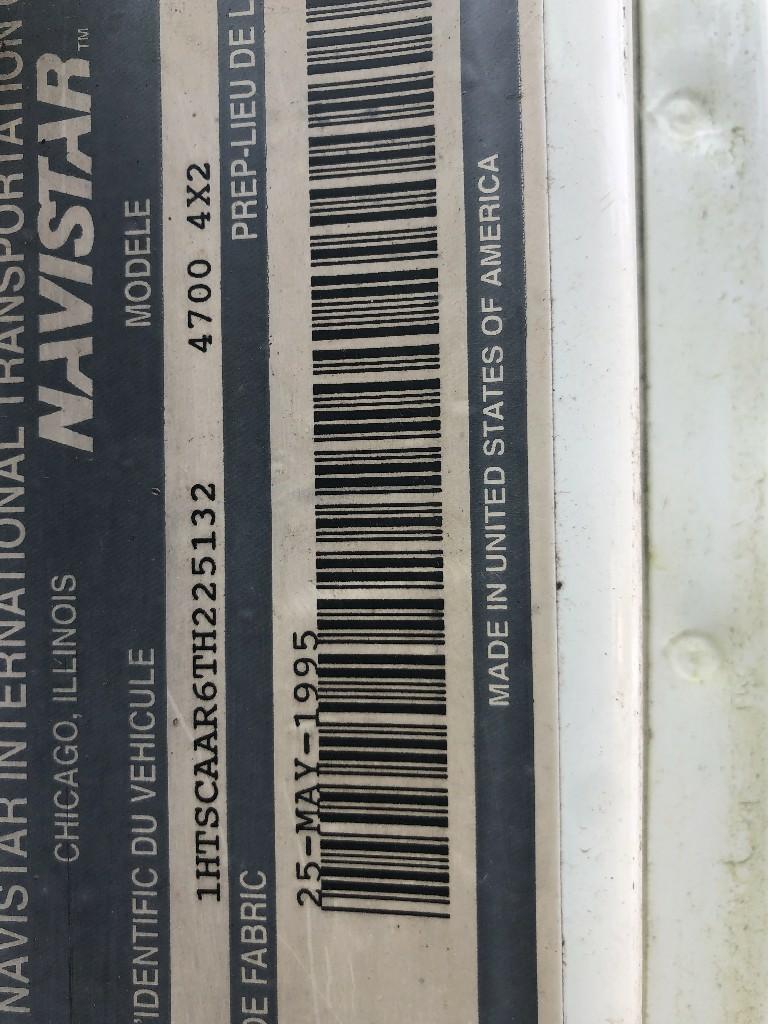 NAVISTAR INTERNATIONAL TRANSPORTATION
CHICAGO, ILLINOIS NAVISTAR™
'IDENTIFIC DU VEHICULE MODELE
1HTSCAAR6TH225132 4700 4X2
DE FABRIC PREP-LIEU DE L
25-MAY-1995
MADE IN UNITED STATES OF AMERICA